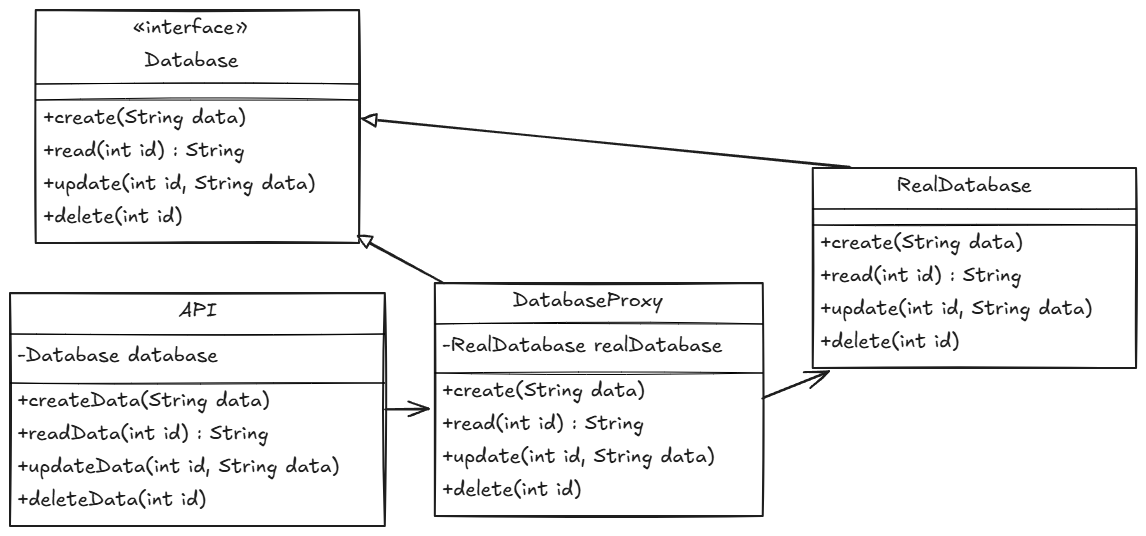 «interface»
Database
+create(String data)
+read(int id) : String
+update(int id, String data)
+delete(int id)
RealDatabase
+create(String data)
+read(int id) : String
+update(int id, String data)
+delete(int id)
API
-Database database
+createData(String data)
+readData(int id) : String
+updateData(int id, String data)
+deleteData(int id)
DatabaseProxy
-RealDatabase realDatabase
+create(String data)
+read(int id) : String
+update(int id, String data)
+delete(int id)